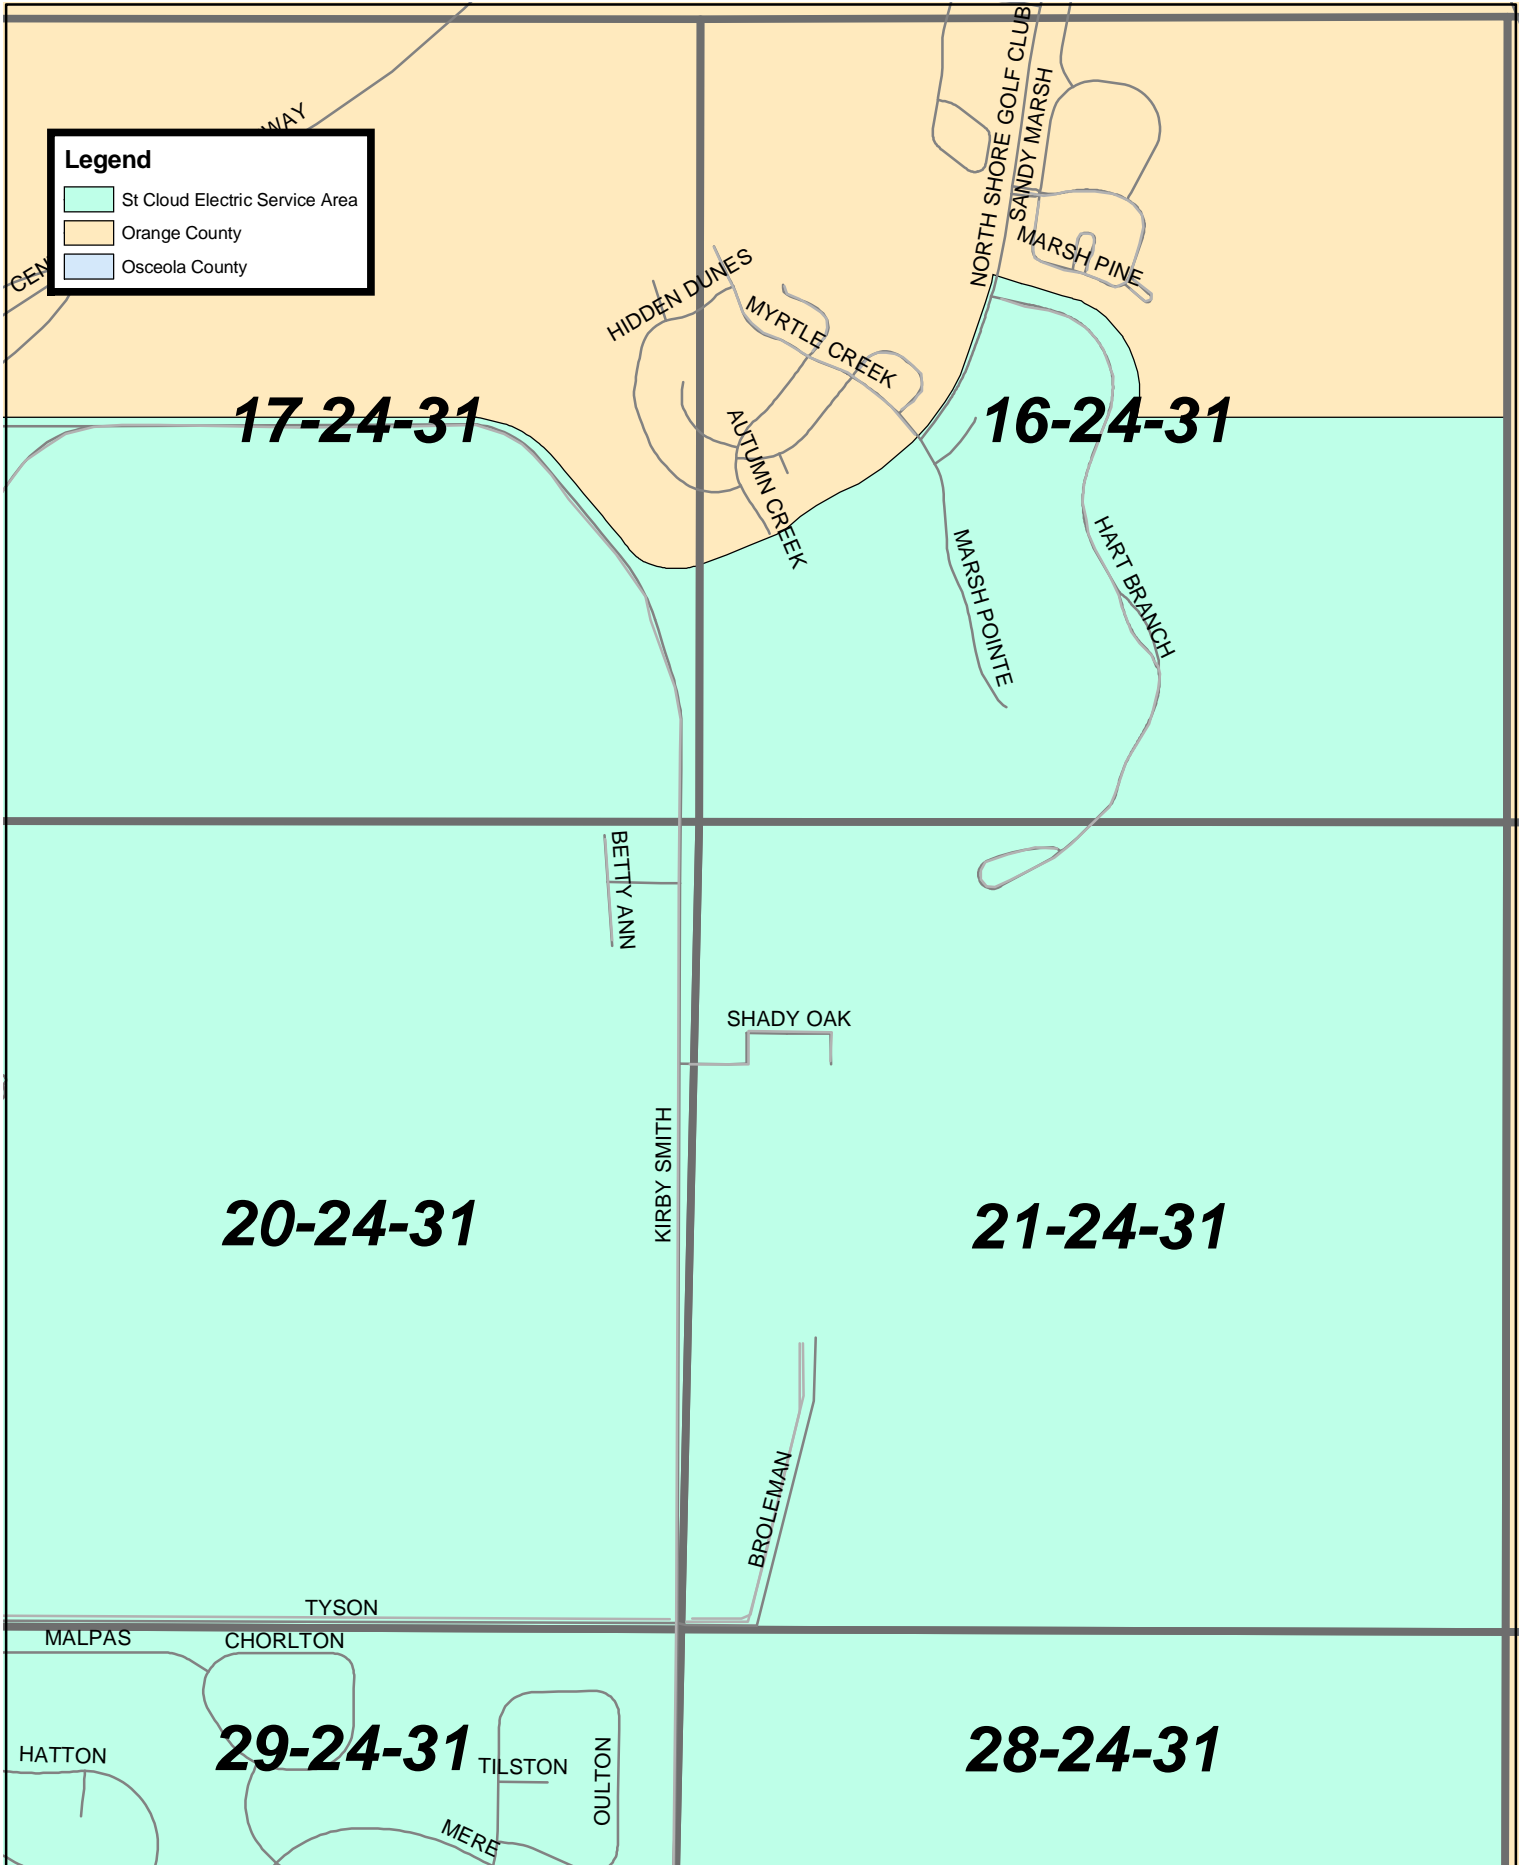 NORTH SHORE GOLF CLUB
SANDY MARSH
WAY
Legend
St Cloud Electric Service Area
Orange County
Osceola County
CEN
MARSH PINE
HIDDEN DUNES
MYRTLE CREEK
17-24-31
16-24-31
AUTUMN CREEK
HART BRANCH
MARSH POINTE
BETTY ANN
SHADY OAK
KIRBY SMITH
20-24-31
21-24-31
BROLEMAN
TYSON
MALPAS
CHORLTON
29-24-31
28-24-31
HATTON
TILSTON
OULTON
MERE